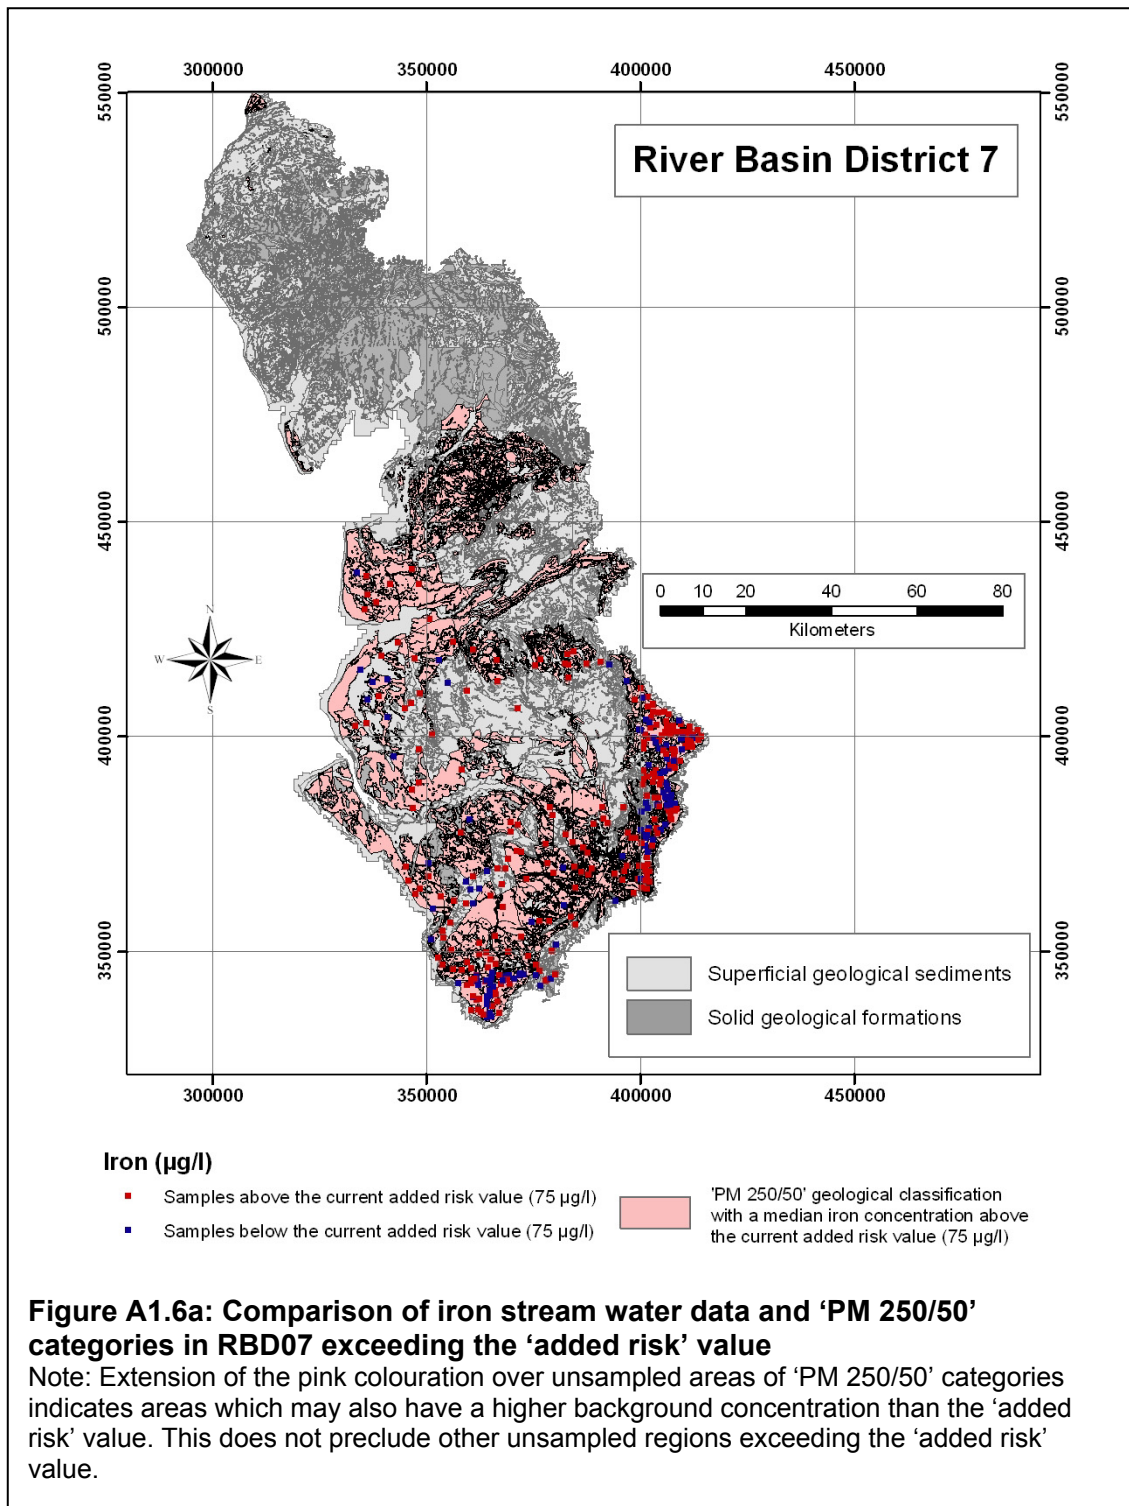 300000 350000 400000
550000 550000
River Basin District 7
500000 500000
450000 450000
0 10 20 40 60 80
Kilometers
N
W E
S
400000 400000
350000 350000
Superficial geological sediments
Solid geological formations
300000 350000 400000 450000
Iron (µg/l)
Samples above the current added risk value (75 µg/l)
Samples below the current added risk value (75 µg/l)
'PM 250/50' geological classification
with a median iron concentration above
the current added risk value (75 µg/l)
Figure A1.6a: Comparison of iron stream water data and ‘PM 250/50’
categories in RBD07 exceeding the ‘added risk’ value
Note: Extension of the pink colouration over unsampled areas of ‘PM 250/50’ categories
indicates areas which may also have a higher background concentration than the ‘added
risk’ value. This does not preclude other unsampled regions exceeding the ‘added risk’
value.